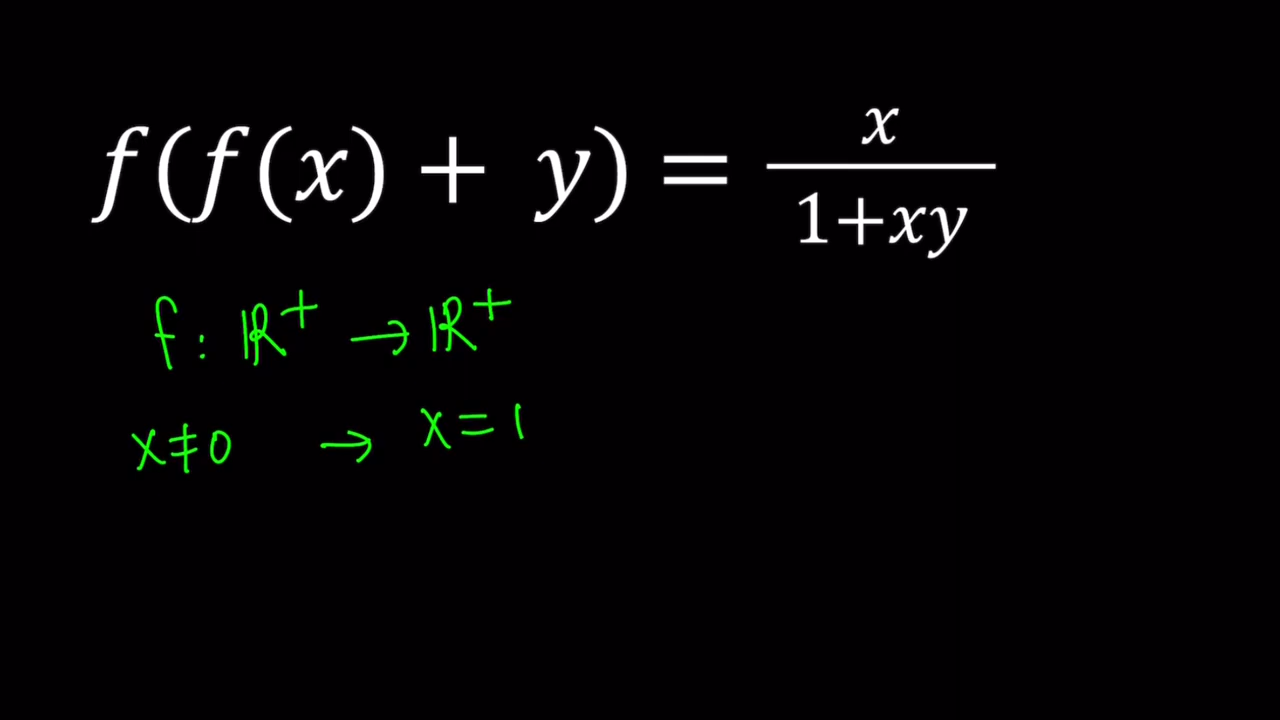 f(f(x) + y) = x/(1+xy)
f: ℝ⁺ → ℝ⁺
x≠0 → x=1